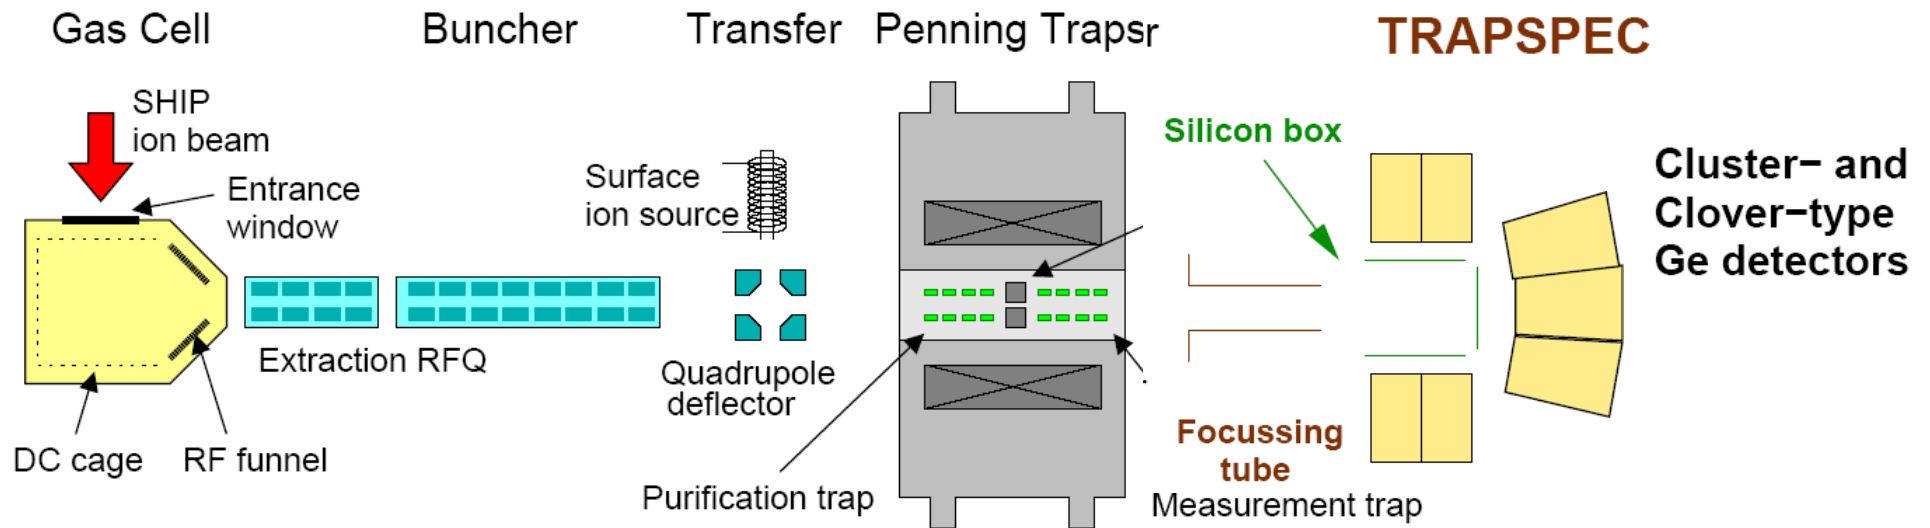 Gas Cell
Buncher
Transfer
Penning Trapsr
TRAPSPEC
SHIP
ion beam
Entrance
window
Surface
ion source
Silicon box
Cluster− and
Clover−type
Ge detectors
Extraction RFQ
Quadrupole
deflector
DC cage
RF funnel
Purification trap
Focussing
tube
Measurement trap